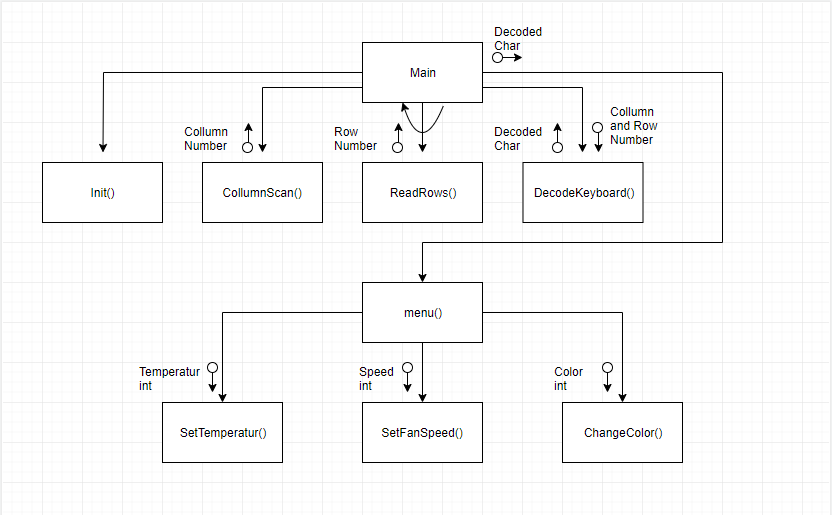 Decoded
Char
Main
Collumn
Number
Row
Number
Decoded
Char
Collumn
and Row
Number
Init()
CollumnScan()
ReadRows()
DecodeKeyboard()
menu()
Temperatur
int
Speed
int
Color
int
SetTemperatur()
SetFanSpeed()
ChangeColor()